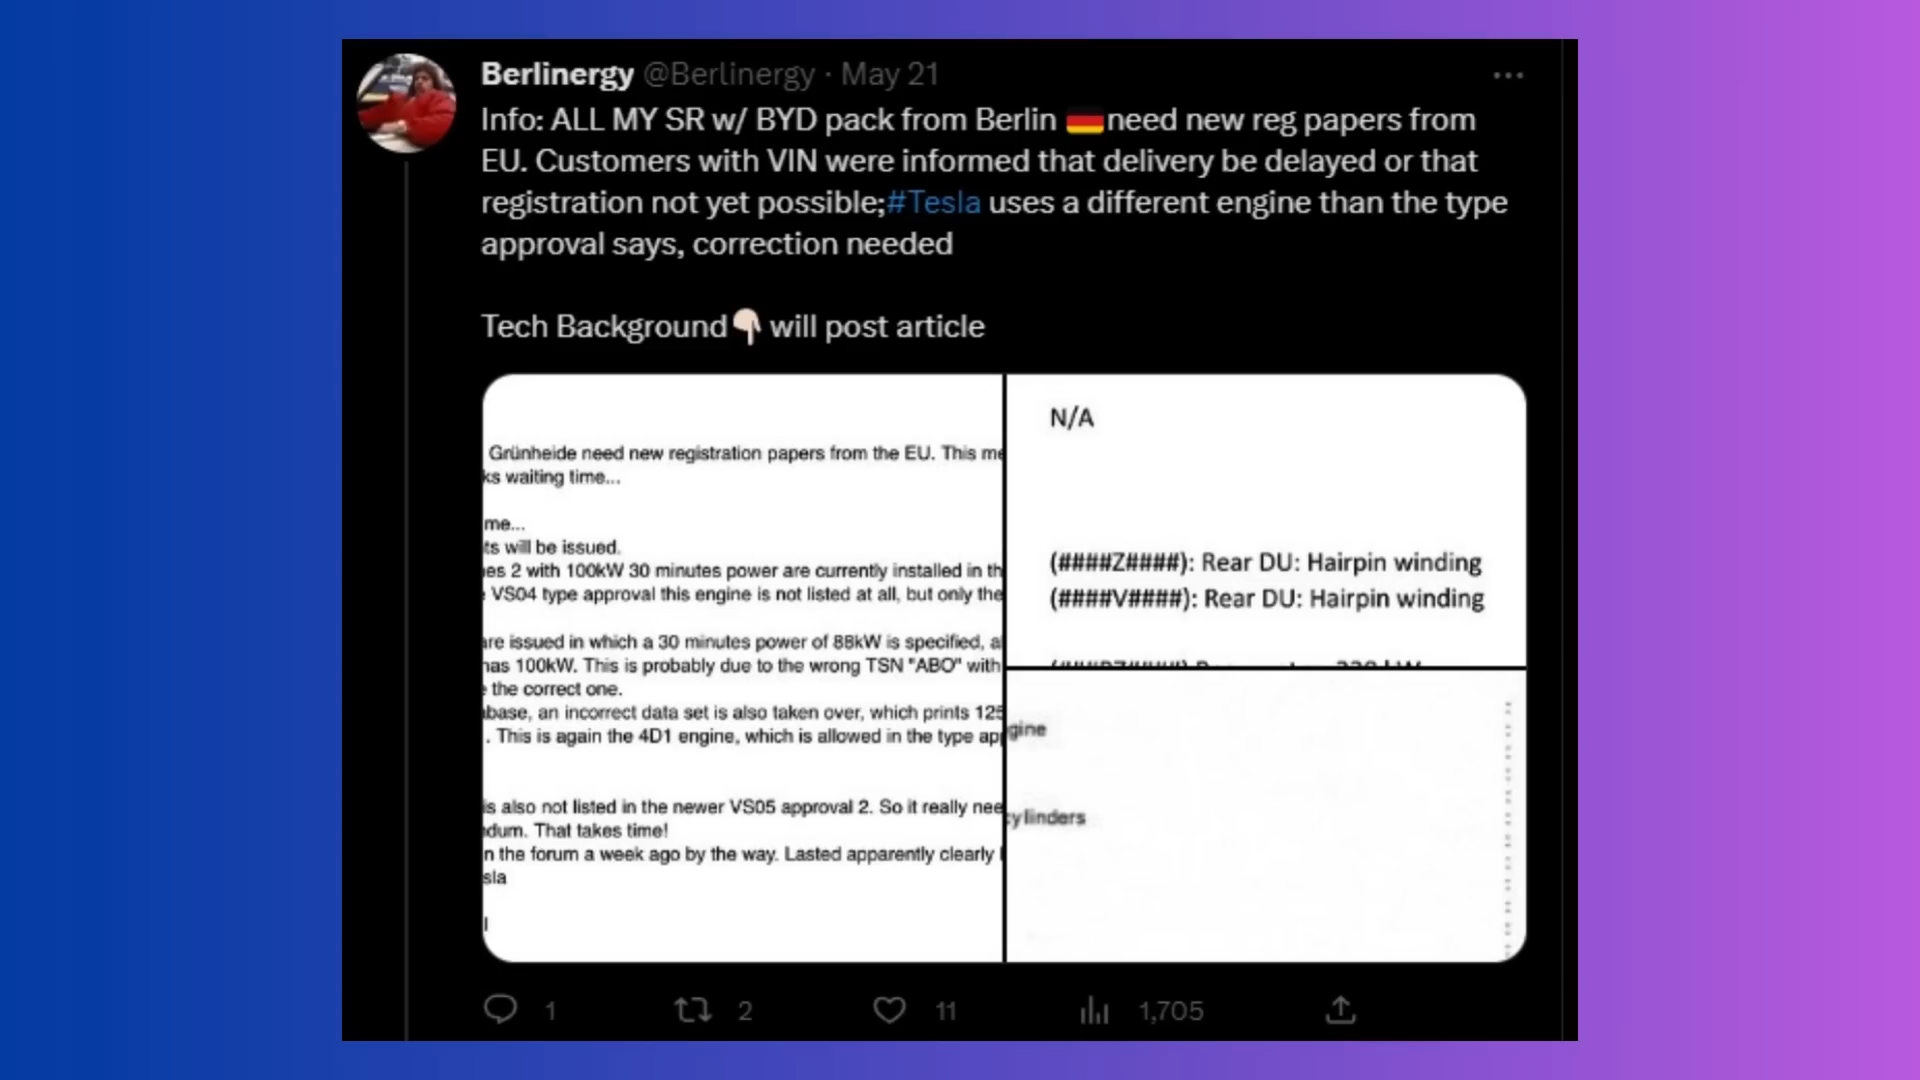 Berlinergy @Berlinergy · May 21
Info: ALL MY SR w/ BYD pack from Berlin 🇩🇪need new reg papers from
EU. Customers with VIN were informed that delivery be delayed or that
registration not yet possible;#Tesla uses a different engine than the type
approval says, correction needed
Tech Background👇🏻 will post article
Grünheide need new registration papers from the EU. This me
ks waiting time...
me...
ts will be issued.
es 2 with 100kW 30 minutes power are currently installed in th
VS04 type approval this engine is not listed at all, but only the
are issued in which a 30 minutes power of 88kW is specified, a
has 100kW. This is probably due to the wrong TSN "ABO" with
the correct one.
abase, an incorrect data set is also taken over, which prints 125
. This is again the 4D1 engine, which is allowed in the type app
is also not listed in the newer VS05 approval 2. So it really nee
dum. That takes time!
n the forum a week ago by the way. Lasted apparently clearly
sla
N/A
(####Z####): Rear DU: Hairpin winding
(####V####): Rear DU: Hairpin winding
gine
cylinders
1 2 11 1,705